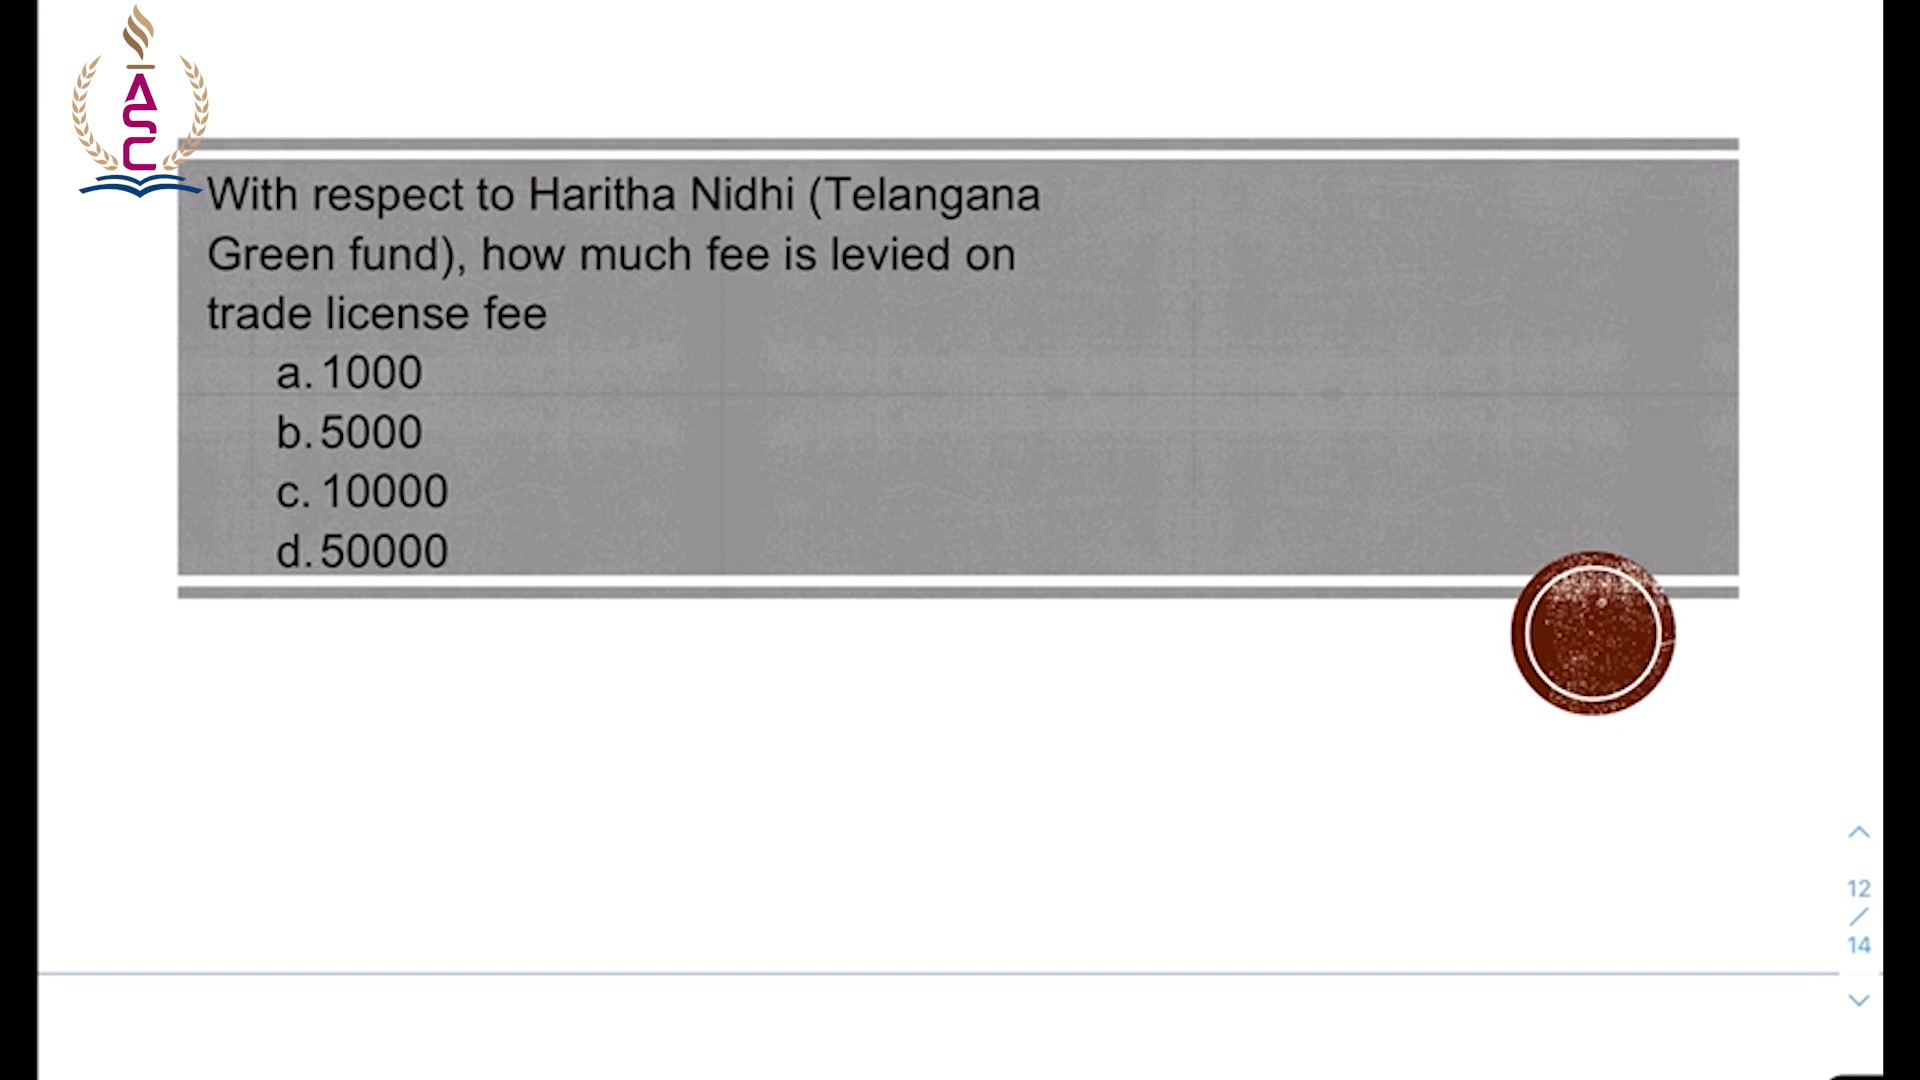 ASC
With respect to Haritha Nidhi (Telangana
Green fund), how much fee is levied on
trade license fee
a. 1000
b. 5000
c. 10000
d. 50000
12
/
14